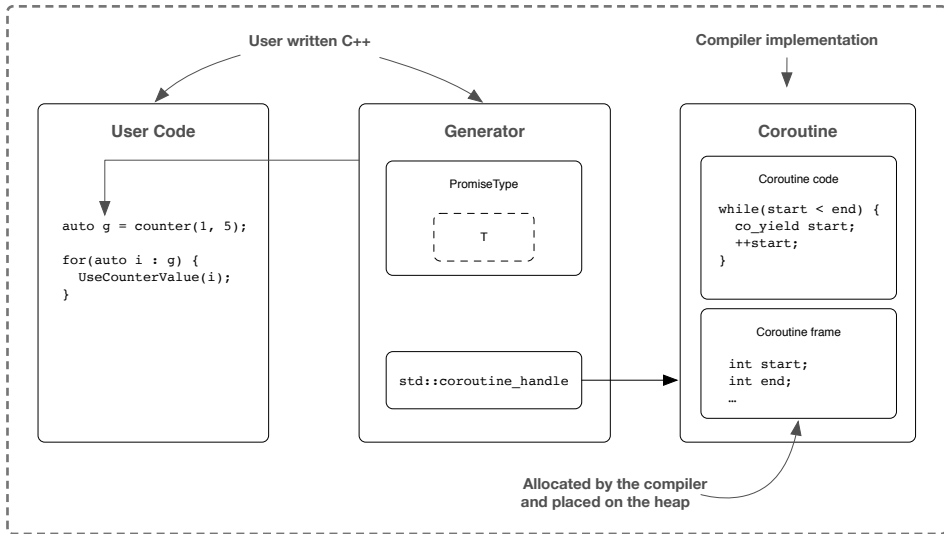 User written C++
Compiler implementation
User Code
auto g = counter(1, 5);
for(auto i : g) {
  UseCounterValue(i);
}
Generator
PromiseType
T
std::coroutine_handle
Coroutine
Coroutine code
while(start < end) {
  co_yield start;
  ++start;
}
Coroutine frame
int start;
int end;
…
Allocated by the compiler
and placed on the heap